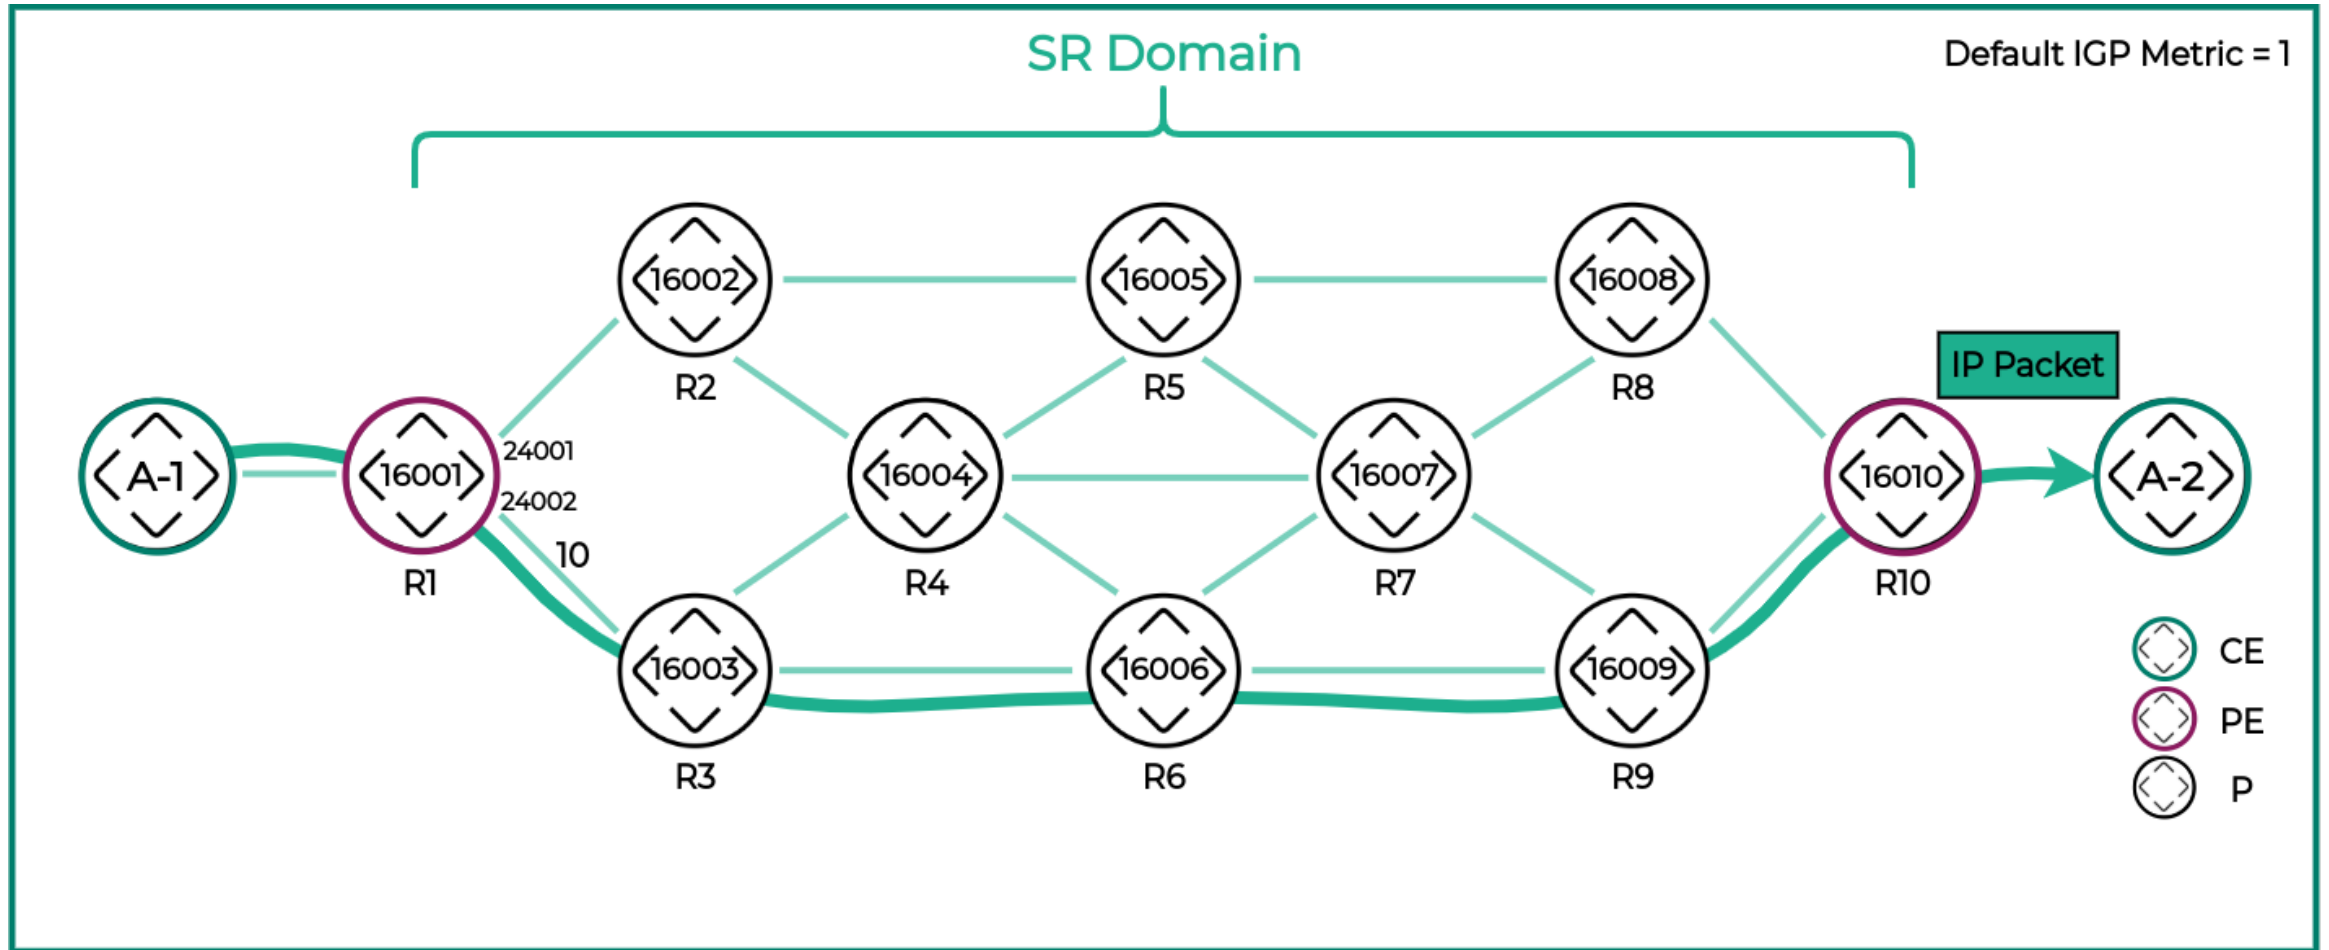 SR Domain
Default IGP Metric = 1
16002
16005
16008
R2
R5
R8
IP Packet
A-1
16001
24001
24002
16004
16007
16010
A-2
10
R1
R4
R7
R10
16003
16006
16009
R3
R6
R9
CE
PE
P